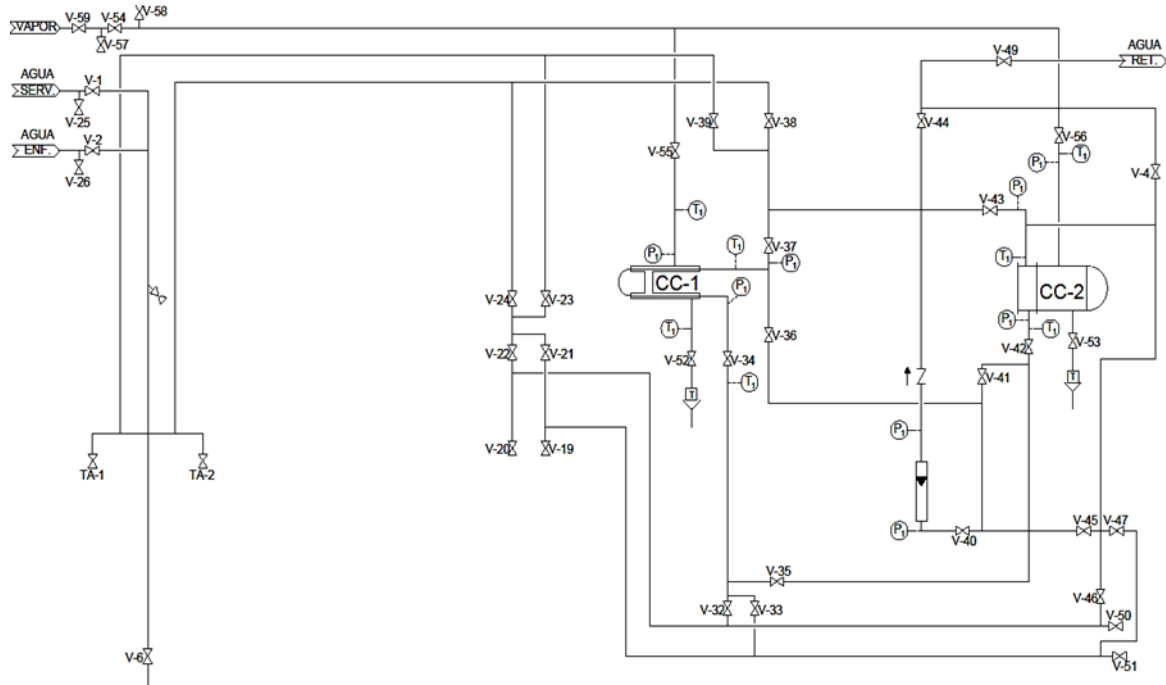 V-58
VAPOR
V-59
V-54
V-57
AGUA
SERV.
V-1
V-25
AGUA
ENF.
V-2
V-26
V-49
AGUA
RET.
V-39
V-38
V-44
V-56
V-55
P1
T1
V-4
T1
V-43
P1
V-37
T1
P1
P1
T1
CC-1
P1
CC-2
V-24
V-23
T1
V-36
P1
T1
V-53
V-22
V-21
V-52
V-34
V-42
T1
V-41
T
T
P1
V-20
V-19
TA-1
TA-2
P1
V-40
V-45
V-47
V-35
V-32
V-33
V-46
V-50
V-6
V-51